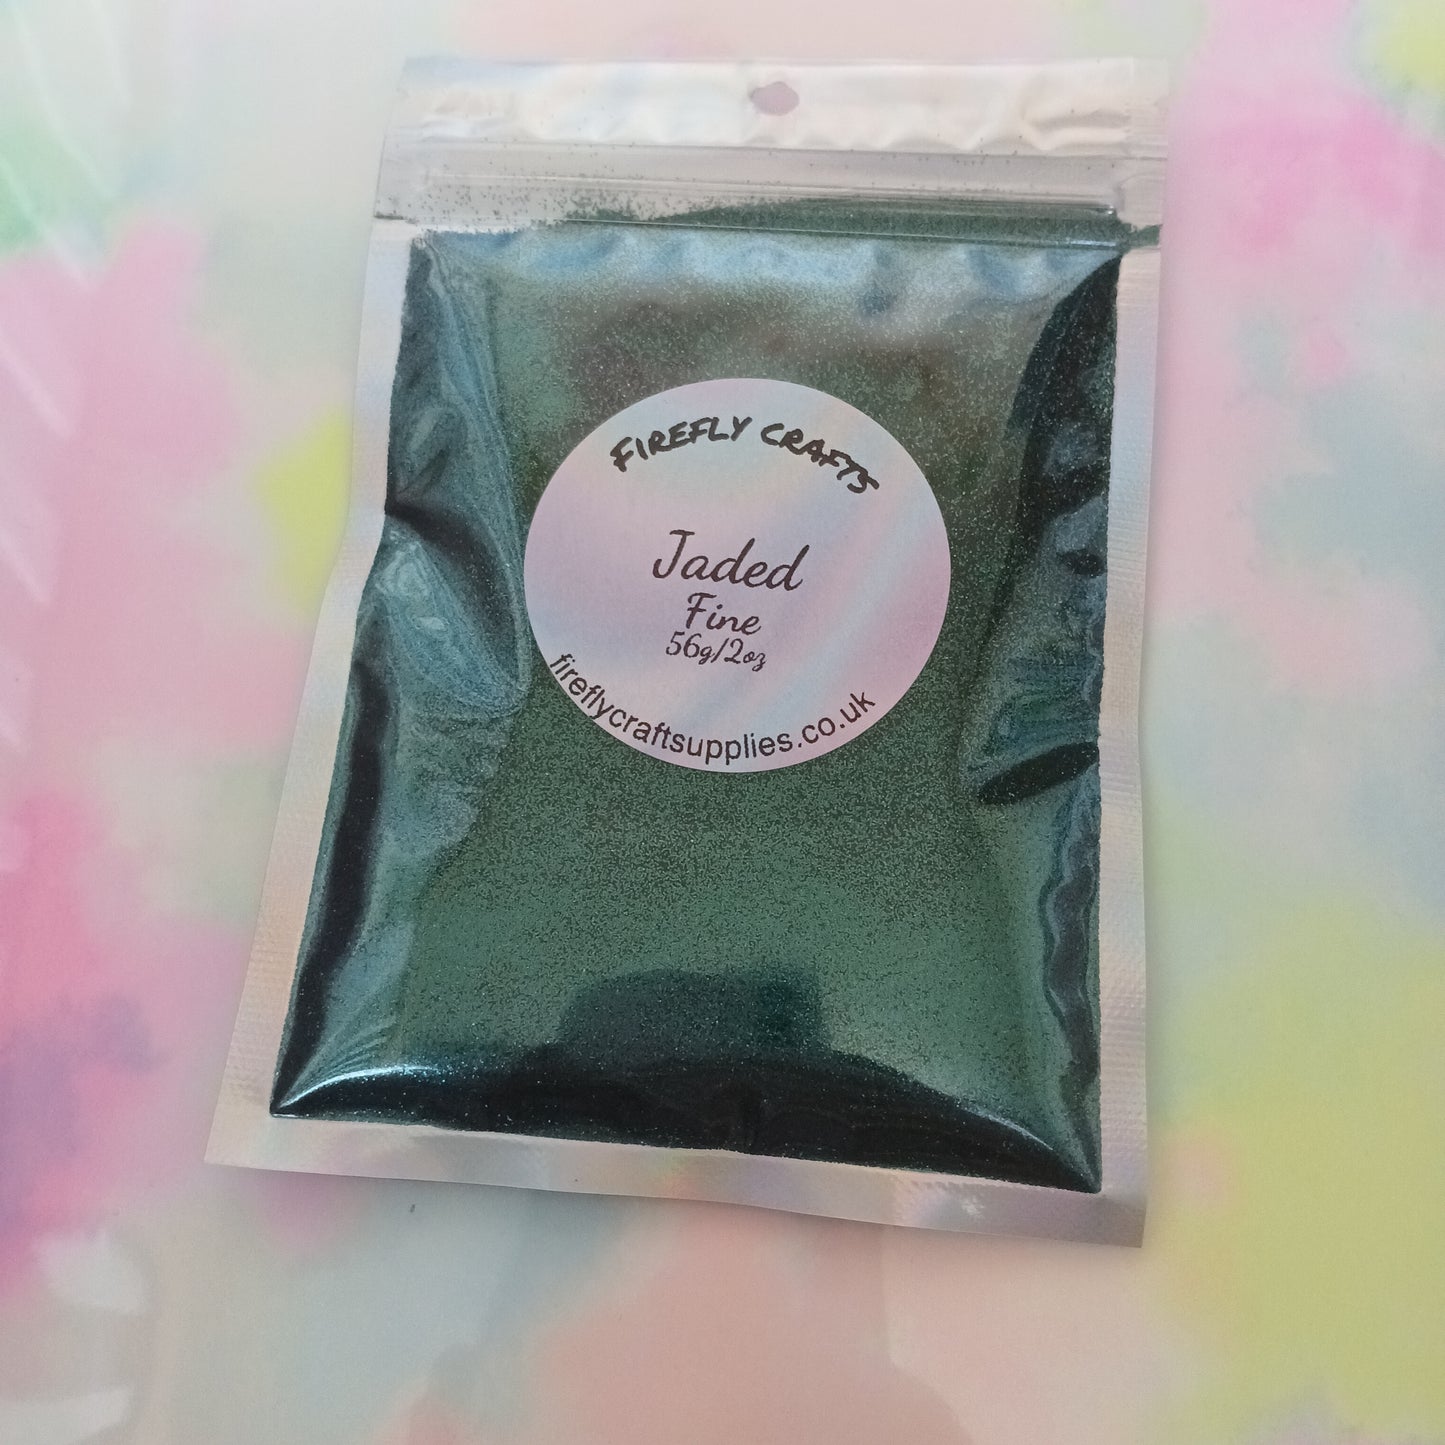 FIREFLY CRAFTS
Jaded
Fine
56g/2oz
fireflycraftsupplies.co.uk